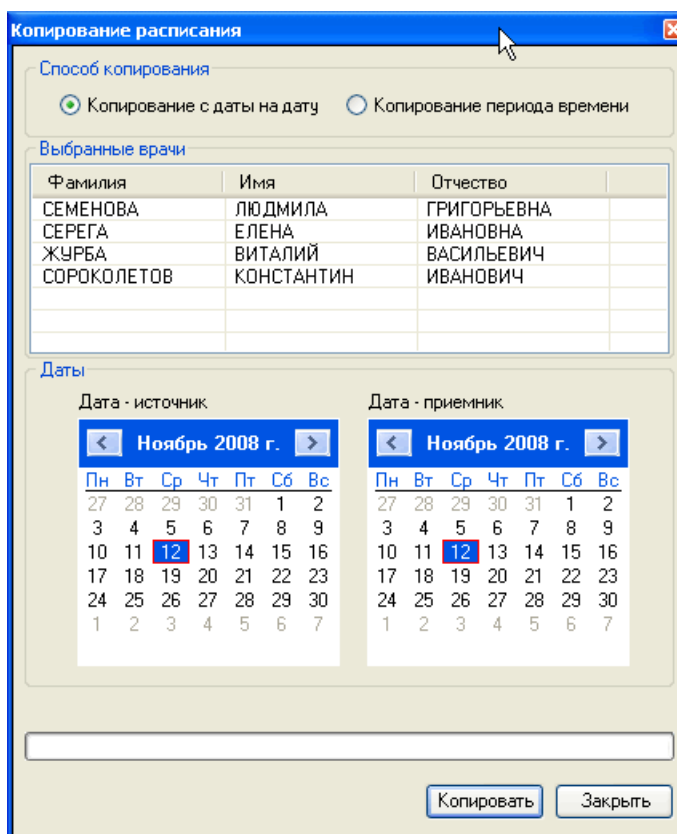 Копирование расписания
Способ копирования
Копирование с даты на дату Копирование периода времени
Выбранные врачи
Фамилия Имя Отчество
СЕМЕНОВА ЛЮДМИЛА ГРИГОРЬЕВНА
СЕРЕГА ЕЛЕНА ИВАНОВНА
ЖУРБА ВИТАЛИЙ ВАСИЛЬЕВИЧ
СОРОКОЛЕТОВ КОНСТАНТИН ИВАНОВИЧ
Даты
Дата - источник Дата - приемник
Ноябрь 2008 г. Ноябрь 2008 г.
Пн Вт Ср Чт Пт Сб Вс Пн Вт Ср Чт Пт Сб Вс
27 28 29 30 31 1 2 27 28 29 30 31 1 2
3 4 5 6 7 8 9 3 4 5 6 7 8 9
10 11 12 13 14 15 16 10 11 12 13 14 15 16
17 18 19 20 21 22 23 17 18 19 20 21 22 23
24 25 26 27 28 29 30 24 25 26 27 28 29 30
1 2 3 4 5 6 7 1 2 3 4 5 6 7
Копировать Закрыть